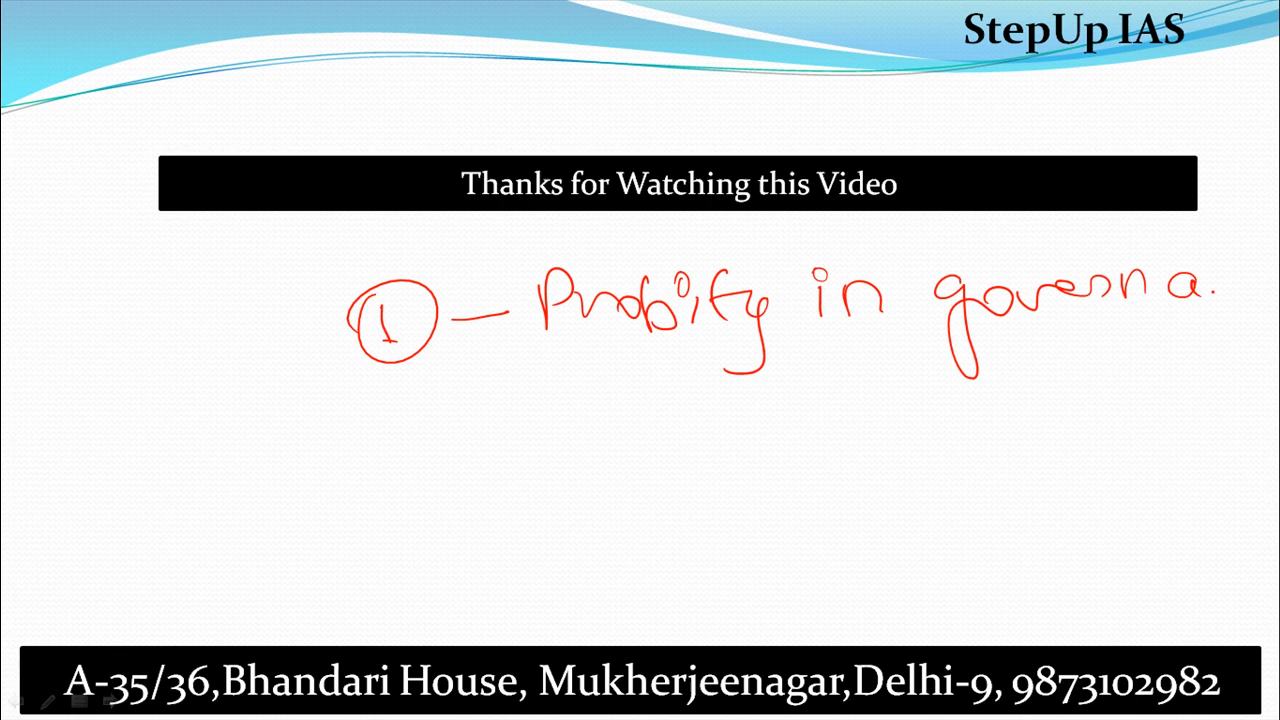 StepUp IAS
Thanks for Watching this Video
1 – Probity in governa.
A-35/36,Bhandari House, Mukherjeenagar,Delhi-9, 9873102982